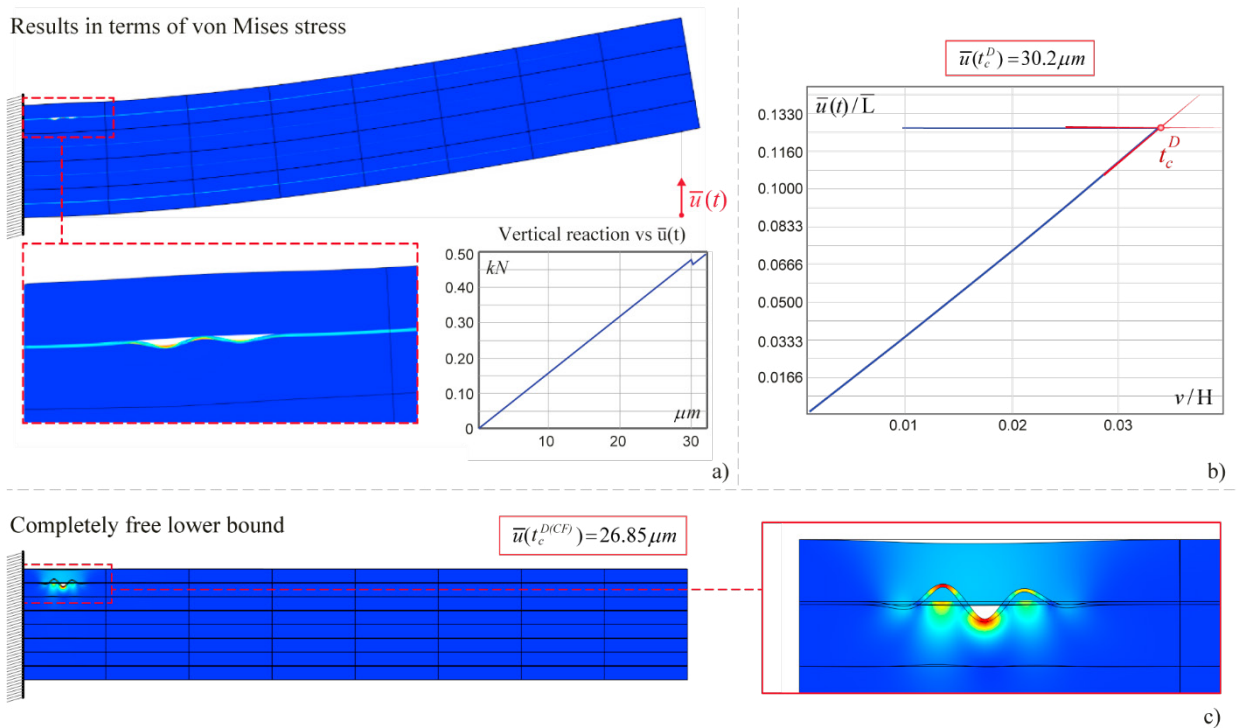 Results in terms of von Mises stress
u̅(t)
Vertical reaction vs u̅(t)
0.50
kN
0.40
0.30
0.20
0.10
0
μm
10
20
30
a)
u̅(t_c^D)=30.2μm
u̅(t)/L̅
0.1330
0.1160
0.1000
0.0833
0.0666
0.0500
0.0333
0.0166
t_c^D
v/H
0.01
0.02
0.03
b)
Completely free lower bound
u̅(t_c^{D(CF)})=26.85μm
c)